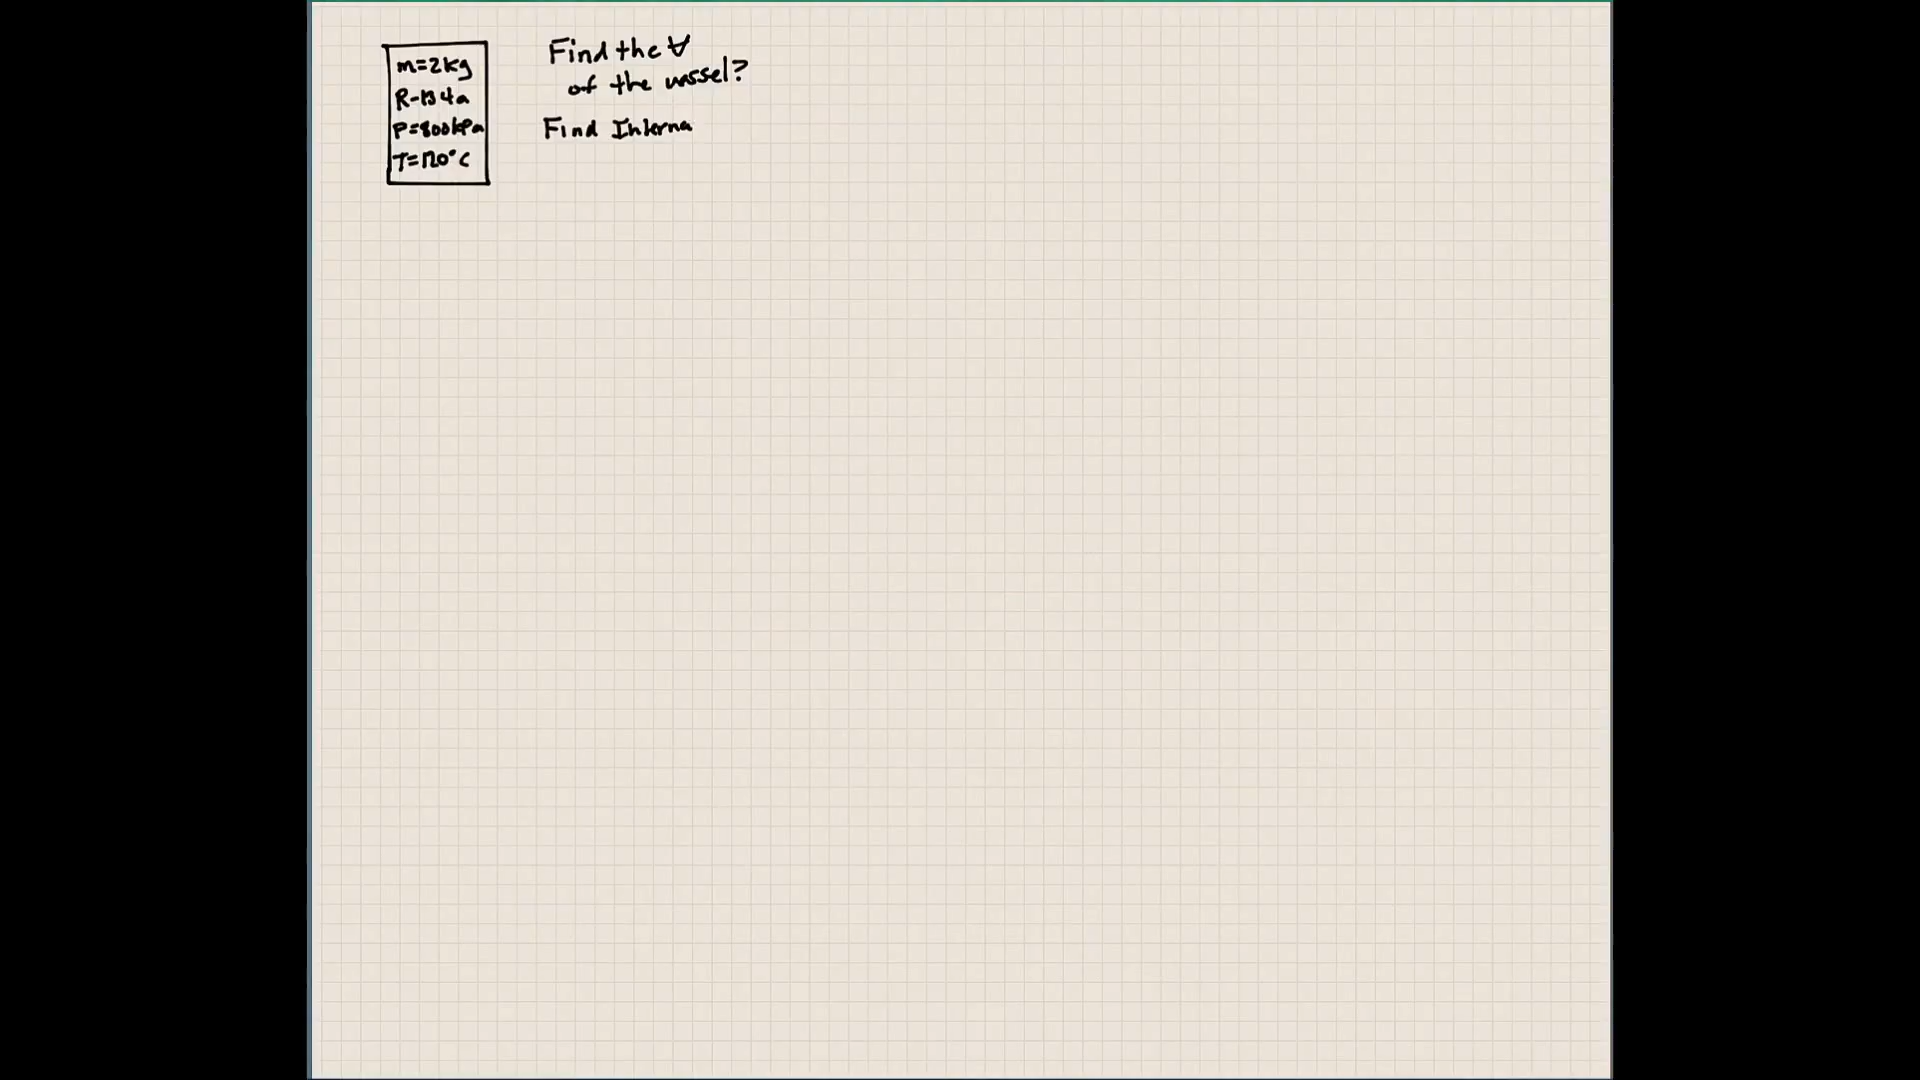 m=2kg
R-134a
P=800kPa
T=120°C
Find the V
of the vessel?
Find Interna